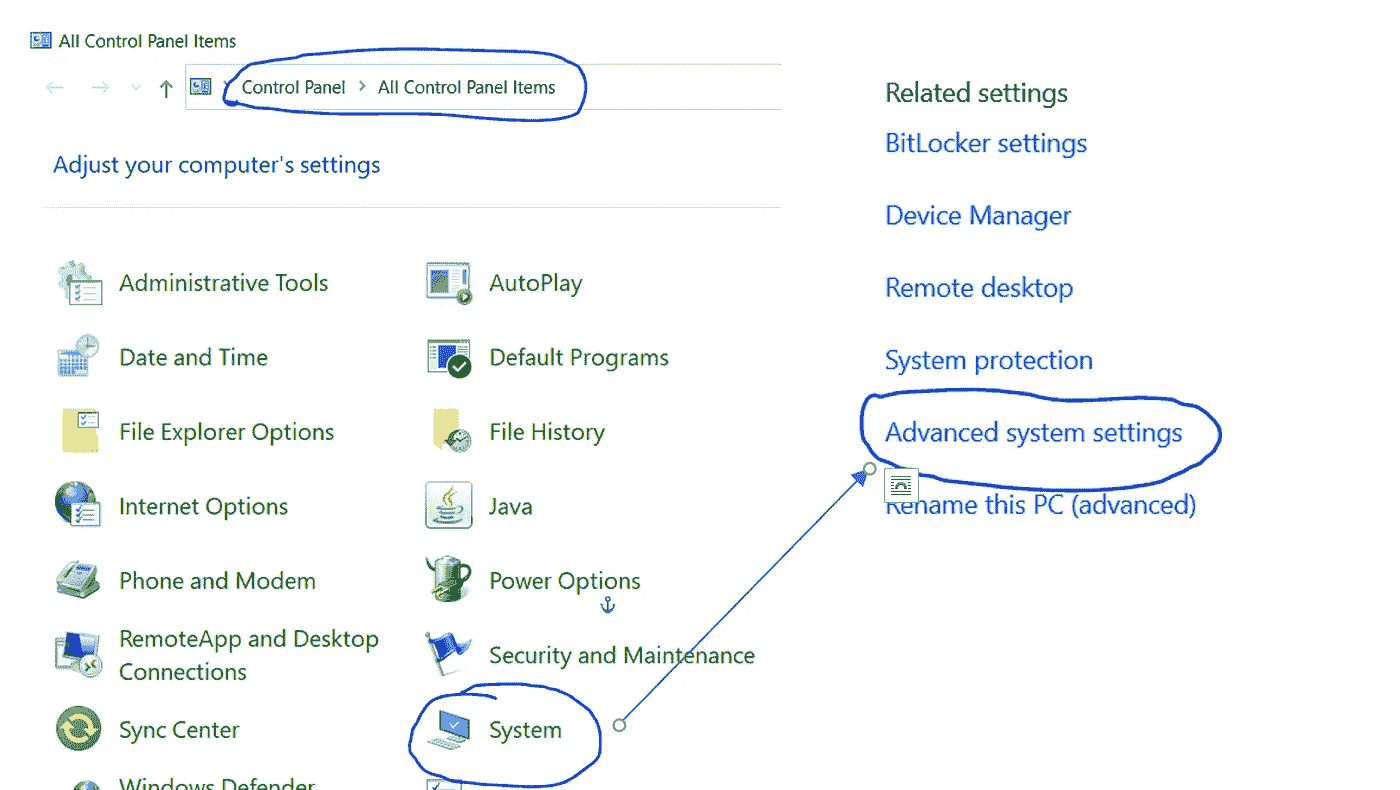 All Control Panel Items
Control Panel > All Control Panel Items
Adjust your computer's settings
Administrative Tools
AutoPlay
Date and Time
Default Programs
File Explorer Options
File History
Internet Options
Java
Phone and Modem
Power Options
RemoteApp and Desktop
Connections
Security and Maintenance
Sync Center
System
Windows Defender
Related settings
BitLocker settings
Device Manager
Remote desktop
System protection
Advanced system settings
Rename this PC (advanced)